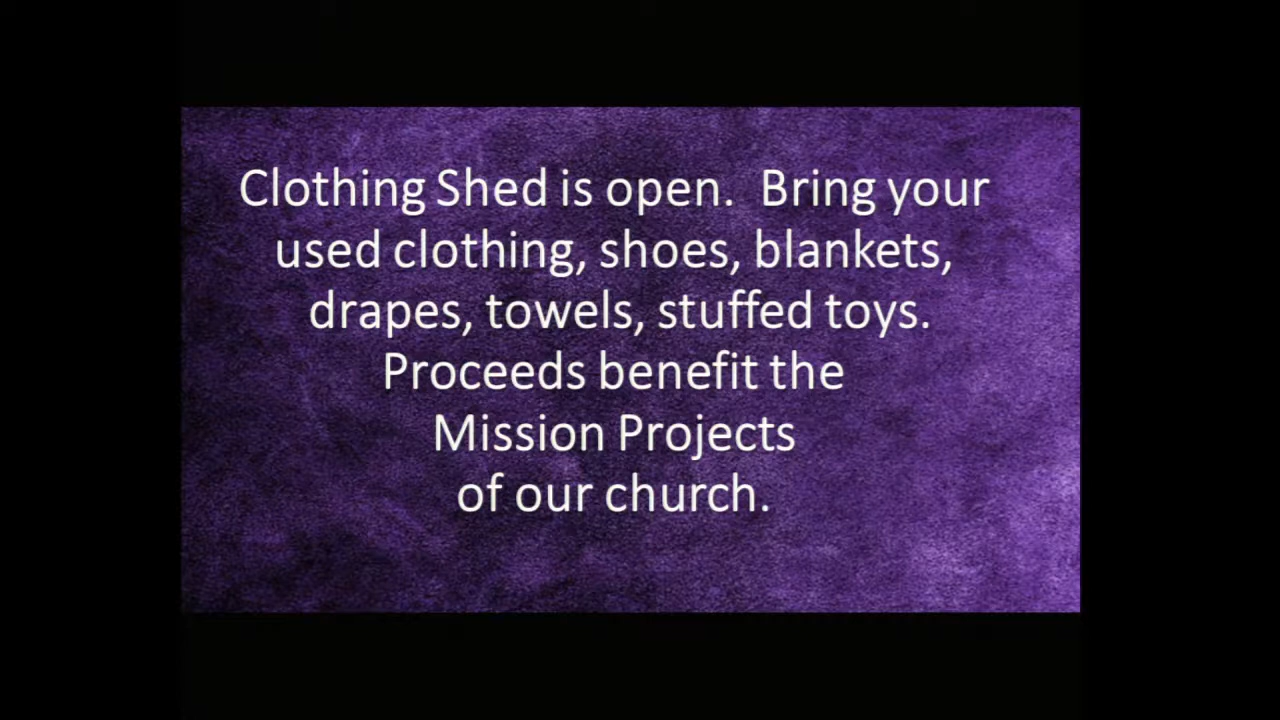 Clothing Shed is open.  Bring your
used clothing, shoes, blankets,
drapes, towels, stuffed toys.
Proceeds benefit the
Mission Projects
of our church.